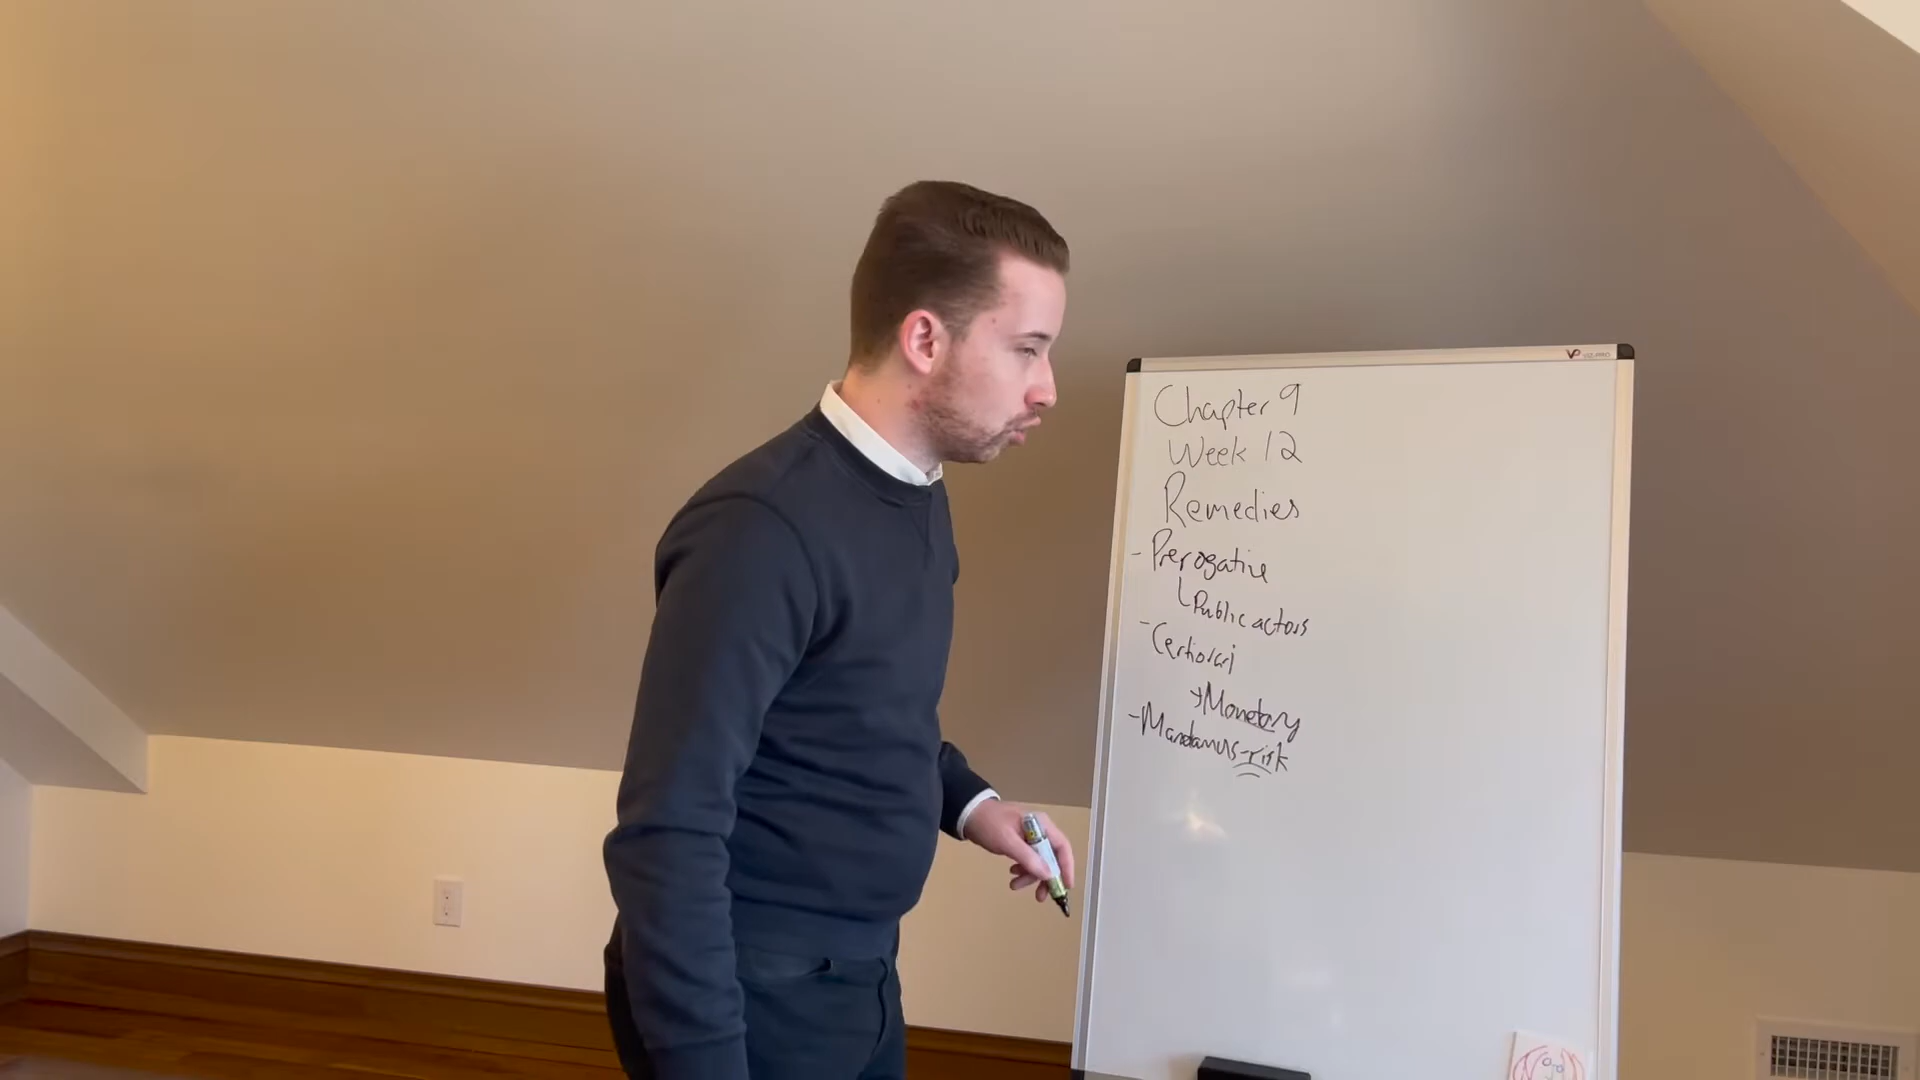 Chapter 9
Week 12
Remedies
- Prerogative
Public actors
- Certiorari
→ Monetary
- Mandamus - risk